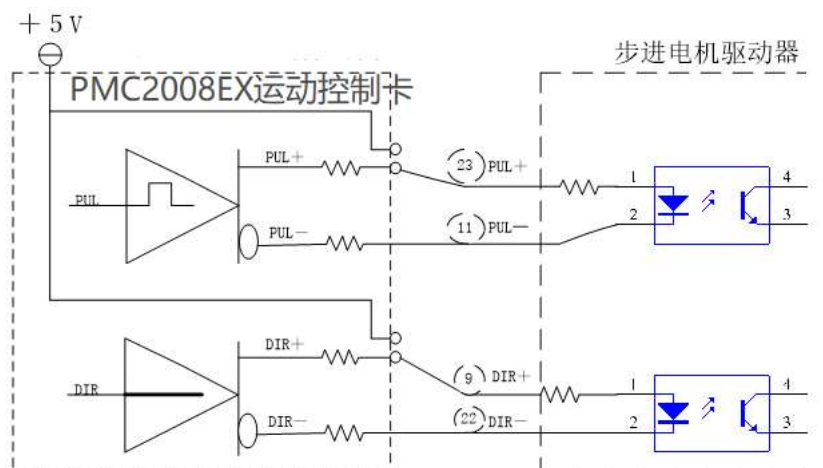 ＋５V
步进电机驱动器
PMC2008EX运动控制卡
PUL＋
23 PUL＋
1
4
PUL
2
3
PUL－
11 PUL－
DIR＋
9 DIR＋
1
4
DIR
22 DIR－
2
3
DIR－